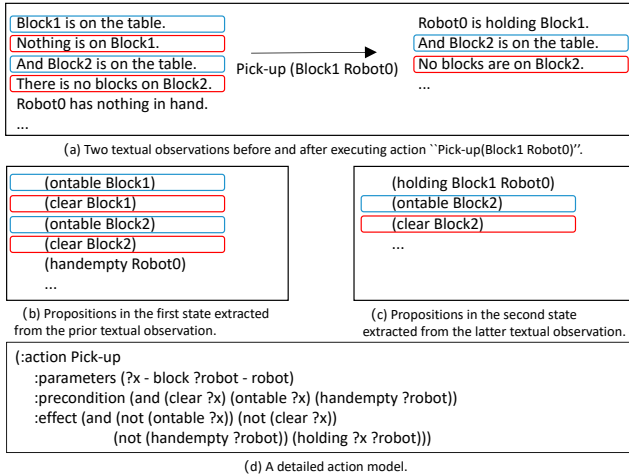 Block1 is on the table.
Nothing is on Block1.
And Block2 is on the table.
There is no blocks on Block2.
Robot0 has nothing in hand.
...
Pick-up (Block1 Robot0)
Robot0 is holding Block1.
And Block2 is on the table.
No blocks are on Block2.
...
(a) Two textual observations before and after executing action ``Pick-up(Block1 Robot0)''.
(ontable Block1)
(clear Block1)
(ontable Block2)
(clear Block2)
(handempty Robot0)
...
(b) Propositions in the first state extracted
from the prior textual observation.
(holding Block1 Robot0)
(ontable Block2)
(clear Block2)
...
(c) Propositions in the second state
extracted from the latter textual observation.
(:action Pick-up
:parameters (?x - block ?robot - robot)
:precondition (and (clear ?x) (ontable ?x) (handempty ?robot))
:effect (and (not (ontable ?x)) (not (clear ?x))
(not (handempty ?robot)) (holding ?x ?robot)))
(d) A detailed action model.